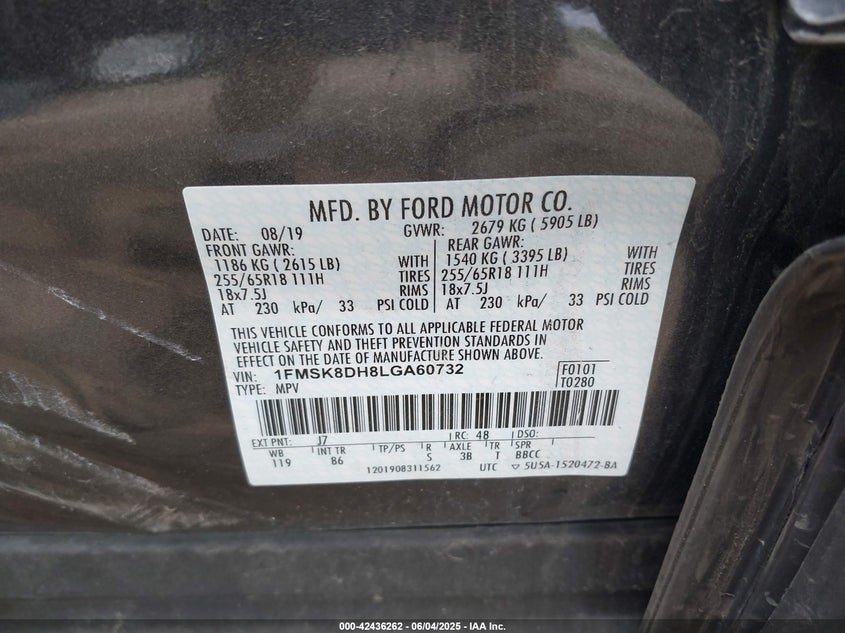 MFD. BY FORD MOTOR CO.
DATE: 08/19 GVWR: 2679 KG ( 5905 LB)
FRONT GAWR: REAR GAWR:
1186 KG ( 2615 LB) WITH 1540 KG ( 3395 LB) WITH
255/65R18 111H TIRES 255/65R18 111H TIRES
18x7.5J RIMS 18x7.5J RIMS
AT 230 kPa/ 33 PSI COLD AT 230 kPa/ 33 PSI COLD
THIS VEHICLE CONFORMS TO ALL APPLICABLE FEDERAL MOTOR
VEHICLE SAFETY AND THEFT PREVENTION STANDARDS IN
EFFECT ON THE DATE OF MANUFACTURE SHOWN ABOVE.
VIN: 1FMSK8DH8LGA60732 F0101
TYPE: MPV T0280
EXT PNT: J7 RC: 48 DSO:
WB INT TR TP/PS R AXLE TR SPR
119 B6 S 3B T BBCC
1201908311562 UTC ▽ 5U5A-1520472-BA
000-42436262 - 06/04/2025 - IAA Inc.